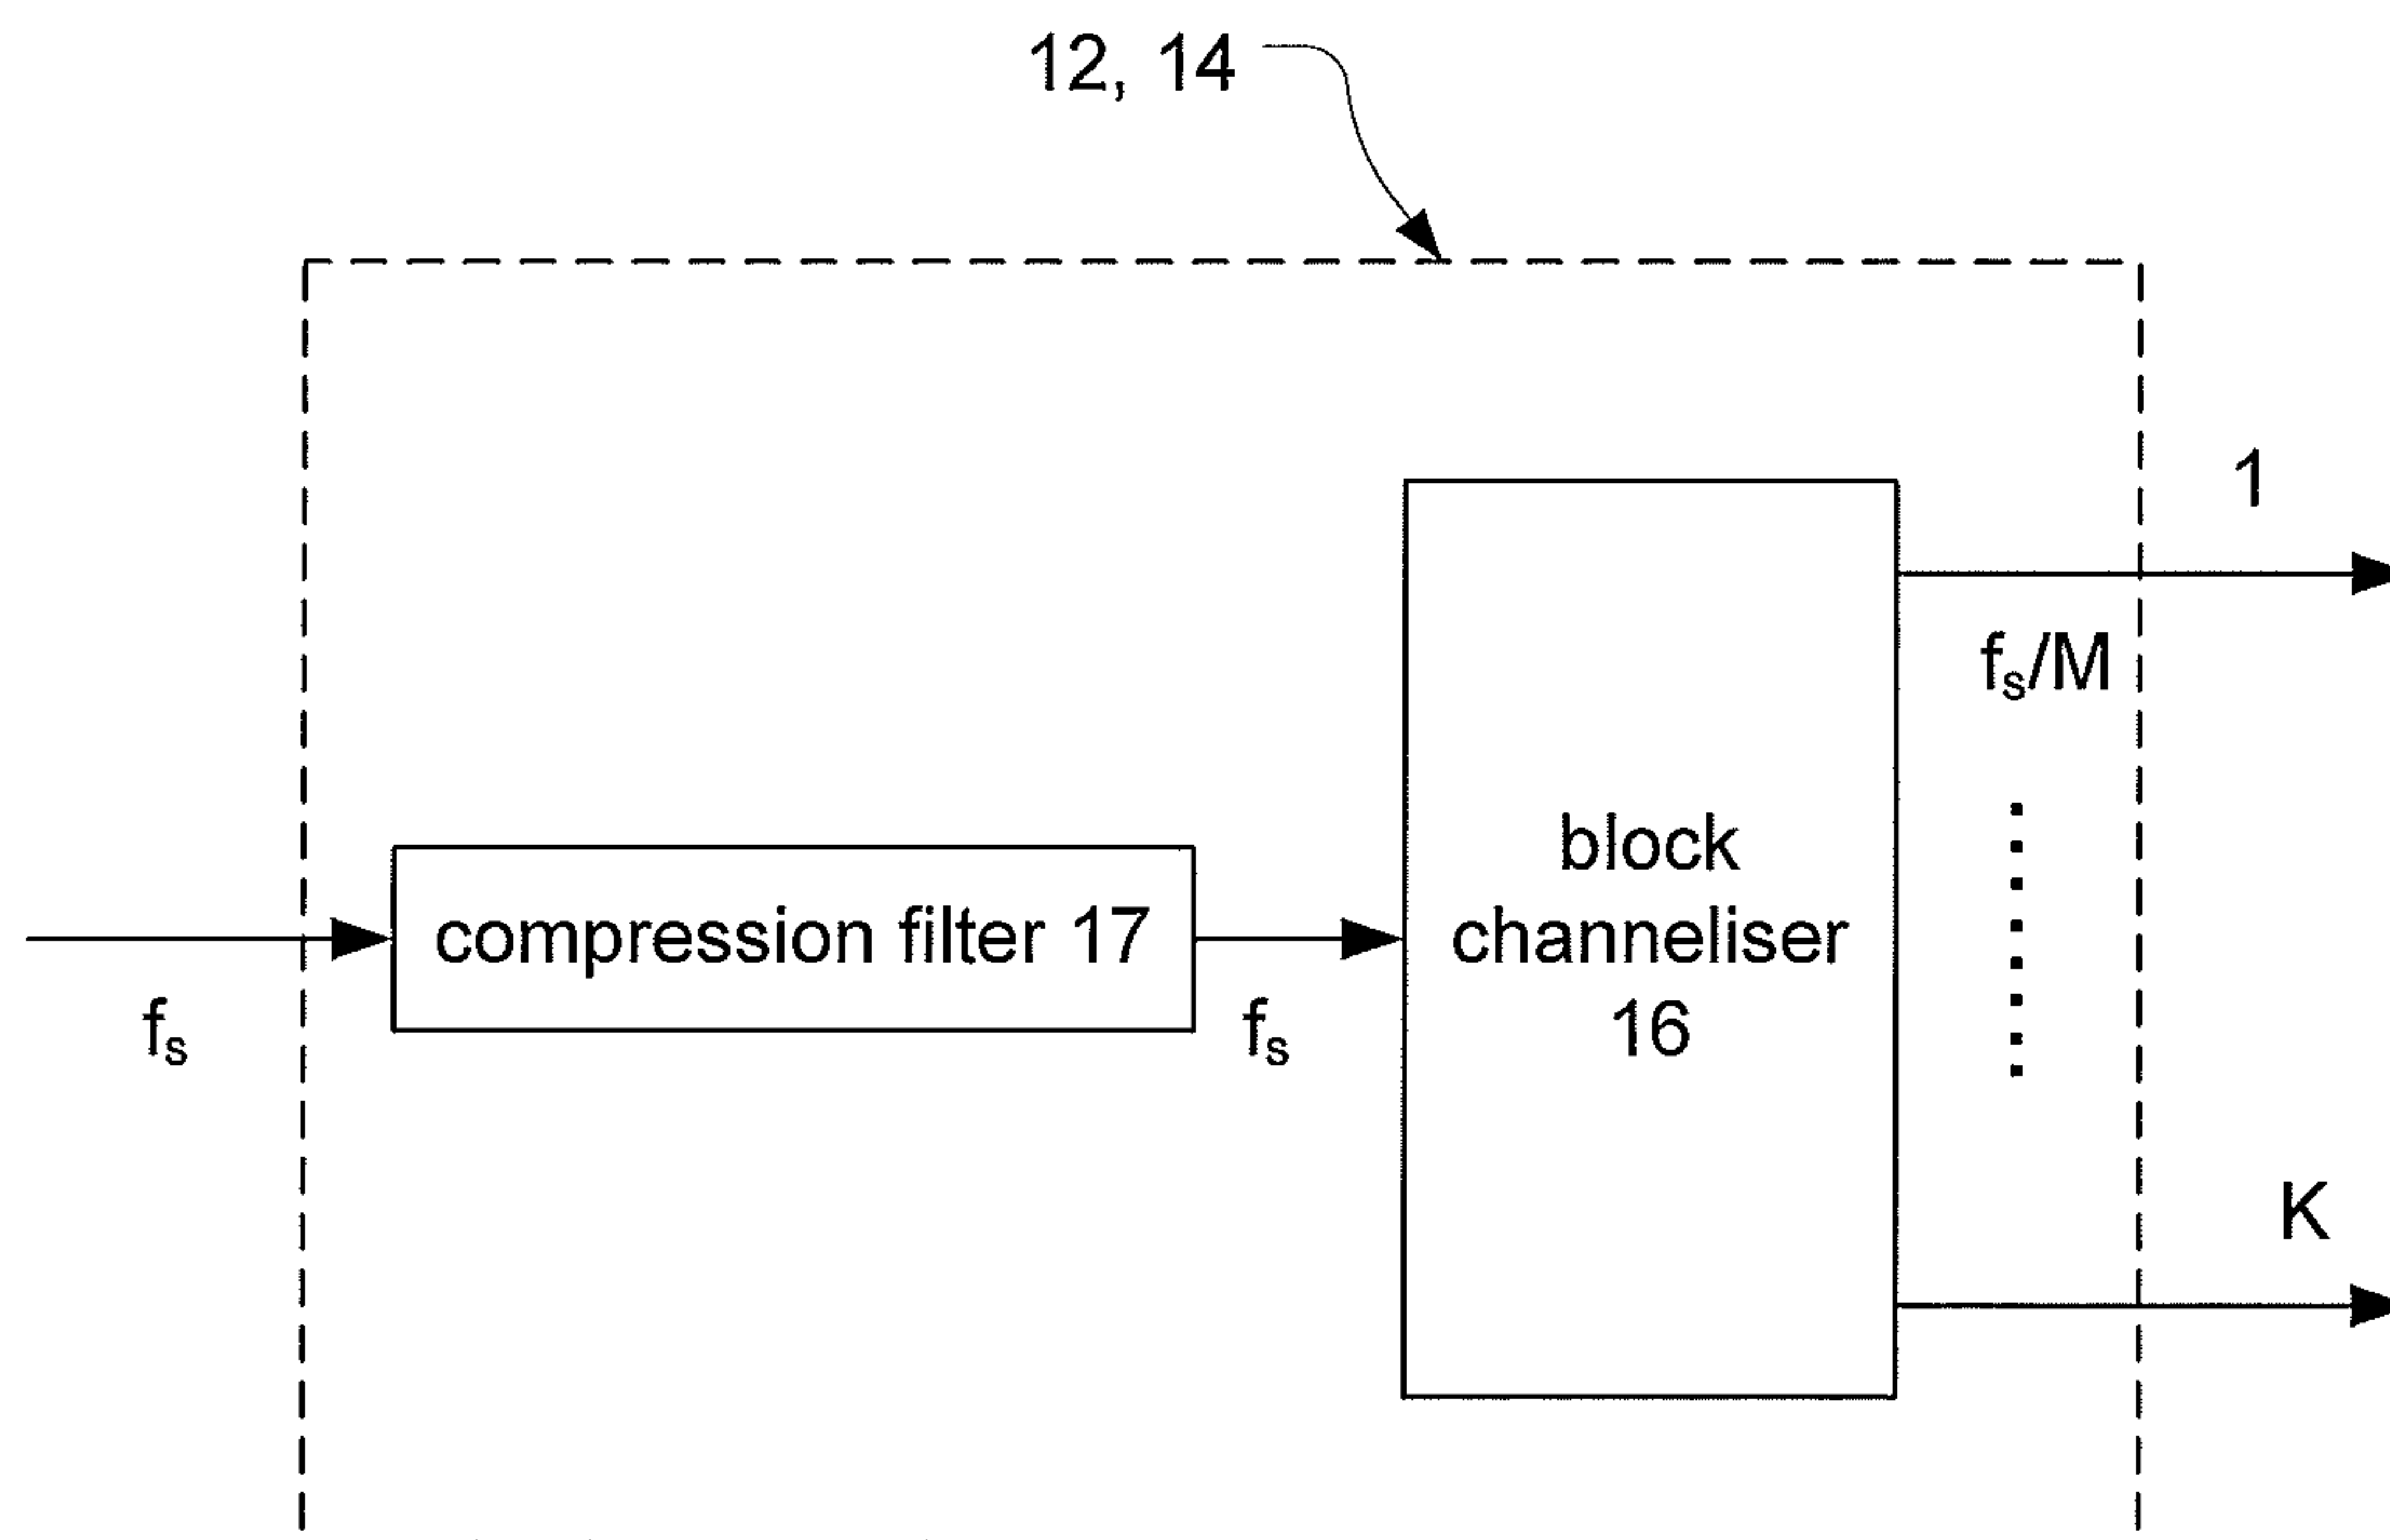 12, 14
1
fₛ/M
block
channeliser
16
compression filter 17
fₛ
fₛ
K